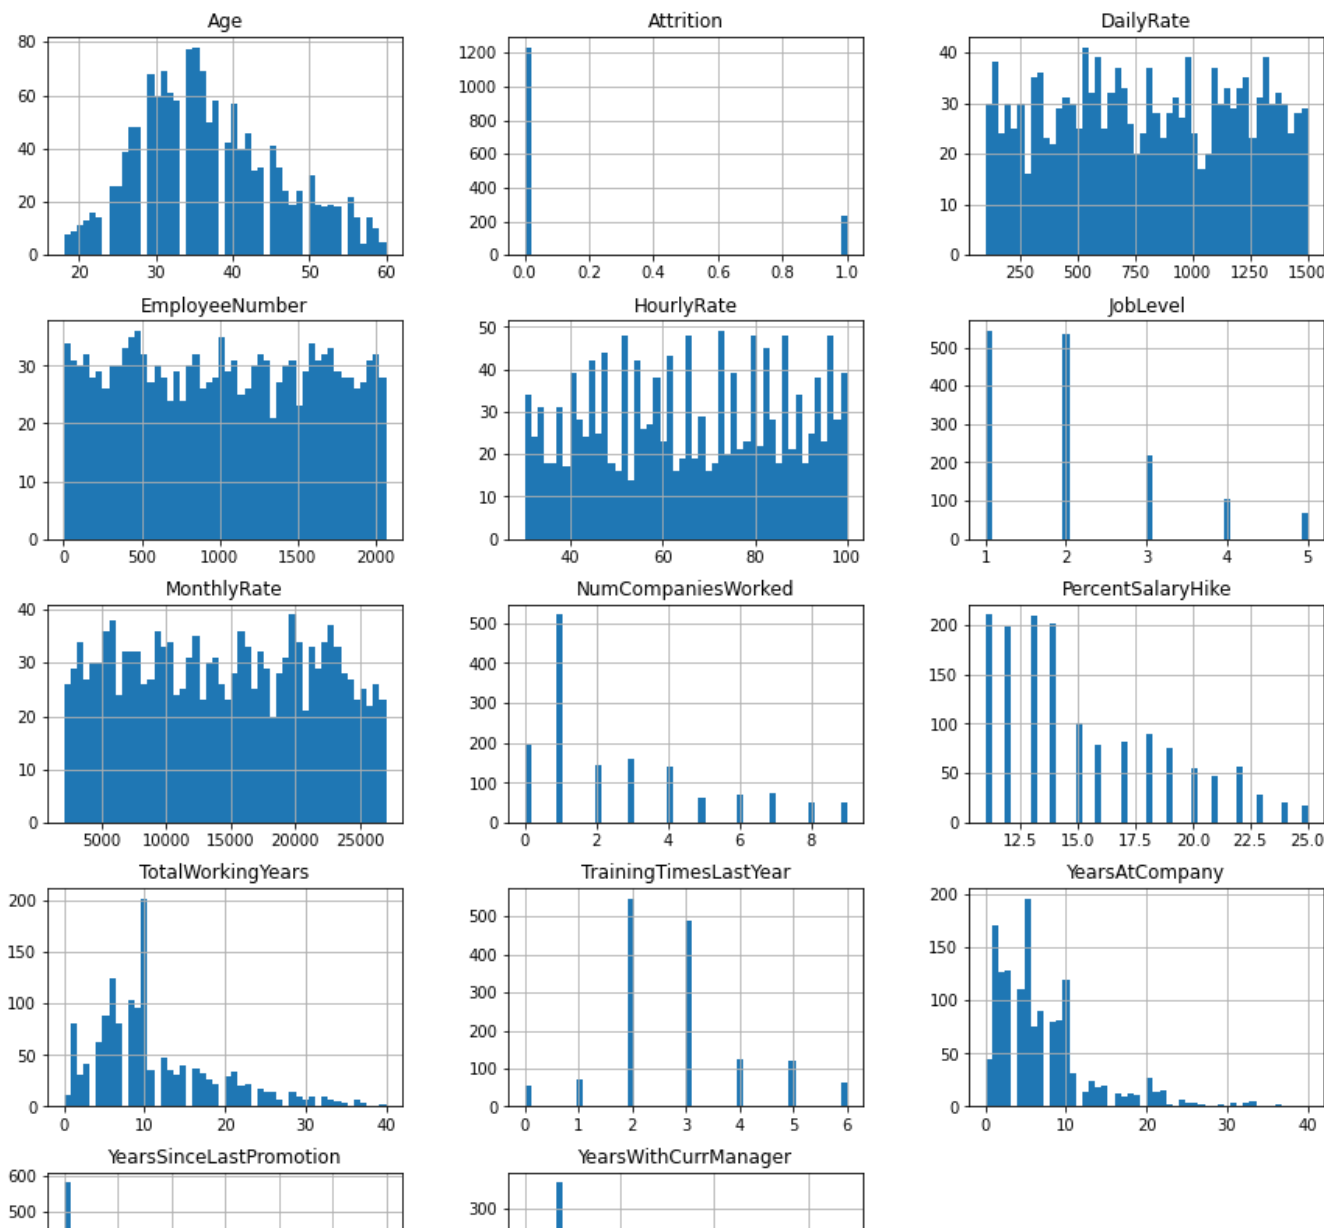 Age Attrition DailyRate
80 60 40 20 0
20 30 40 50 60
1200 1000 800 600 400 200 0
0.0 0.2 0.4 0.6 0.8 1.0
40 30 20 10 0
250 500 750 1000 1250 1500
EmployeeNumber HourlyRate JobLevel
30 20 10 0
0 500 1000 1500 2000
50 40 30 20 10 0
40 60 80 100
500 400 300 200 100 0
1 2 3 4 5
MonthlyRate NumCompaniesWorked PercentSalaryHike
40 30 20 10 0
5000 10000 15000 20000 25000
500 400 300 200 100 0
0 2 4 6 8
200 150 100 50 0
12.5 15.0 17.5 20.0 22.5 25.0
TotalWorkingYears TrainingTimesLastYear YearsAtCompany
200 150 100 50 0
0 10 20 30 40
500 400 300 200 100 0
0 1 2 3 4 5 6
200 150 100 50 0
0 10 20 30 40
YearsSinceLastPromotion YearsWithCurrManager
600 500
300